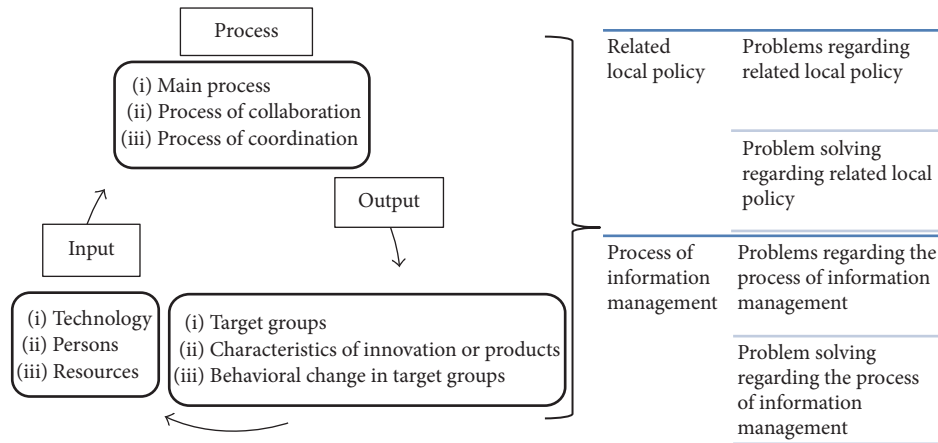 Process
(i) Main process
(ii) Process of collaboration
(iii) Process of coordination
Output
Input
(i) Technology
(ii) Persons
(iii) Resources
(i) Target groups
(ii) Characteristics of innovation or products
(iii) Behavioral change in target groups
Related
local policy
Problems regarding
related local policy
Problem solving
regarding related local
policy
Process of
information
management
Problems regarding the
process of information
management
Problem solving
regarding the process
of information
management